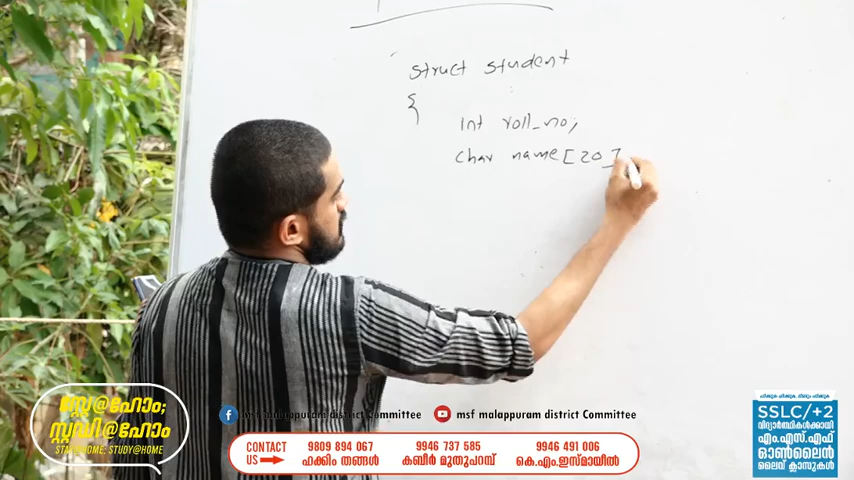 struct student
{
int roll_no;
char name[20]
സ്റ്റേ@ഹോം;
സ്റ്റഡി@ഹോം
STAY@HOME; STUDY@HOME
msf malappuram district Committee
msf malappuram district Committee
CONTACT US
9809 894 067
ഹക്കിം തങ്ങൾ
9946 737 585
കബീർ മുതുപറമ്പ്
9946 491 006
കെ.എം.ഇസ്മായീൽ
SSLC/+2
വിദ്യാർത്ഥികൾക്കായി
എം.എസ്.എഫ്
ഓൺലൈൻ
ലൈവ് ക്ലാസുകൾ